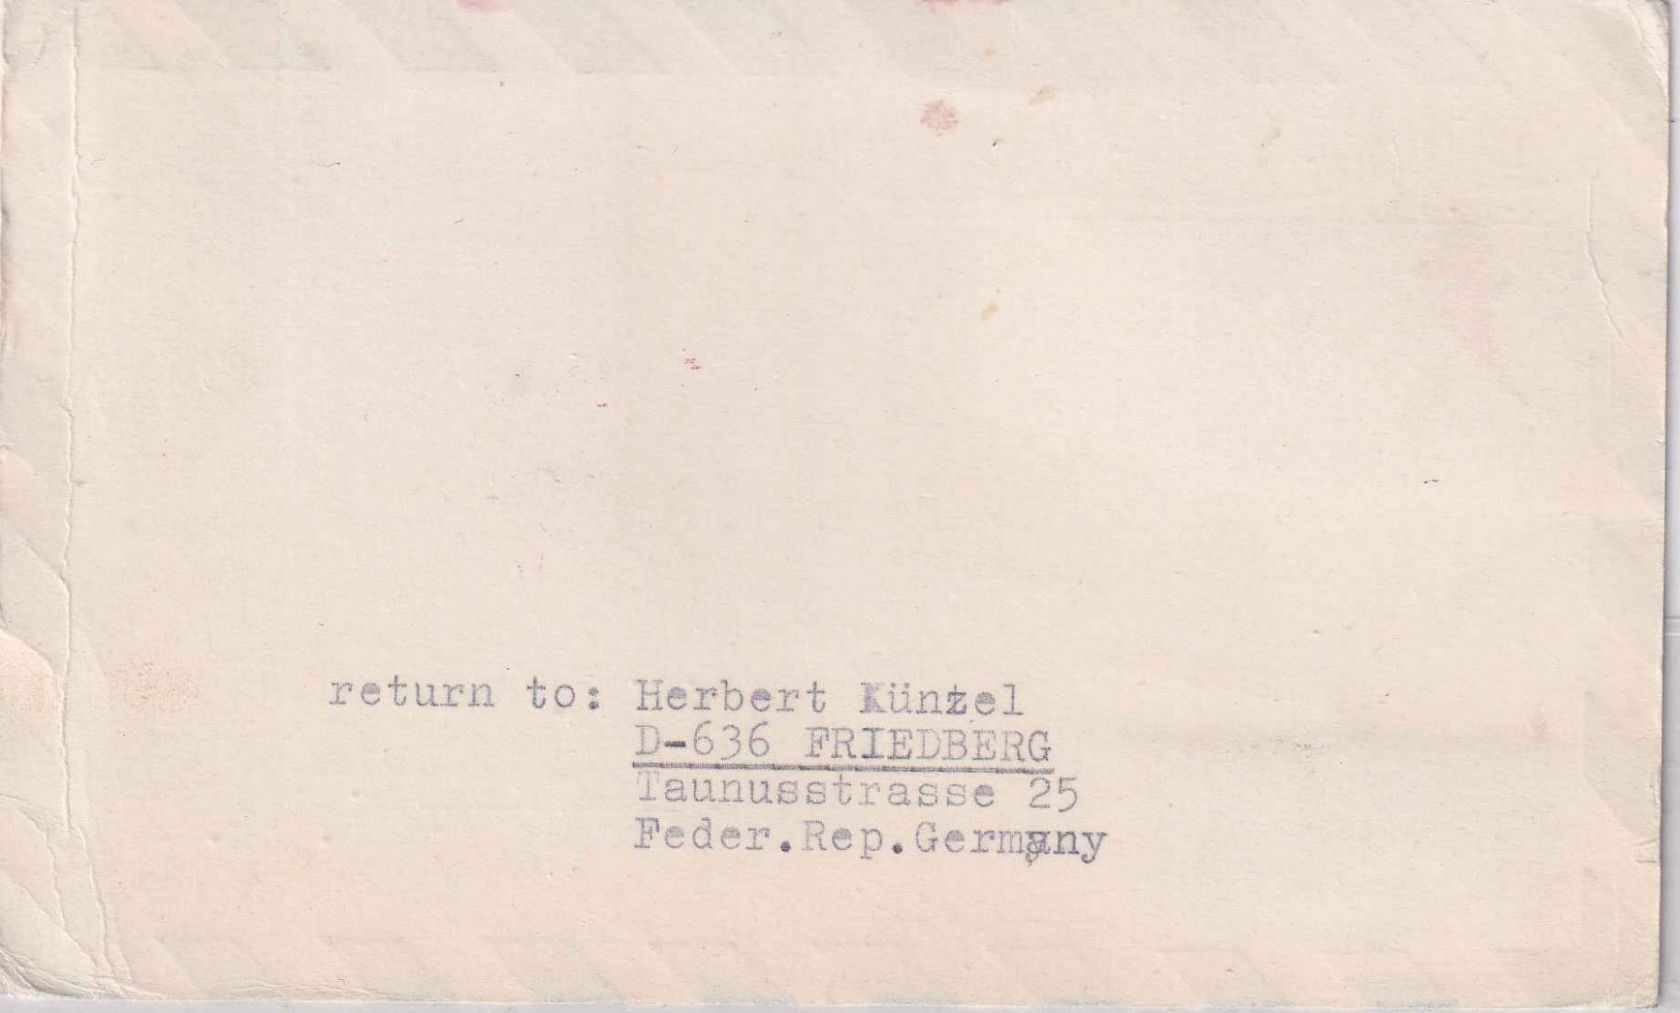 return to: Herbert Künzel
D-636 FRIEDBERG
Taunusstrasse 25
Feder.Rep.Germany